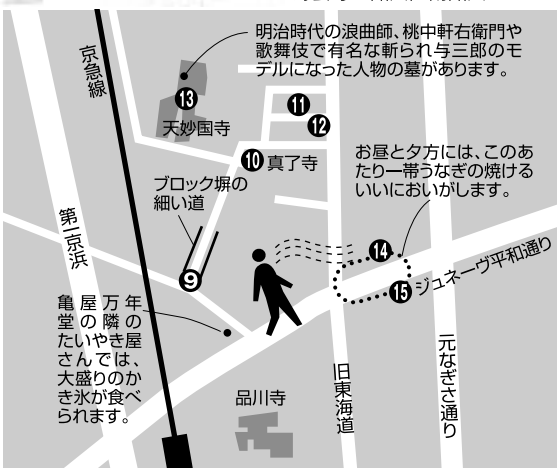 明治時代の浪曲師、桃中軒右衛門や
歌舞伎で有名な斬られ与三郎のモ
デルになった人物の墓があります。
京急線
⑬
天妙国寺
⑪
⑫
⑩真了寺
お昼と夕方には、このあ
たり一帯うなぎの焼ける
いいにおいがします。
ブロック塀の
細い道
第一京浜
⑨
⑭
⑮
ジュネーヴ平和通り
亀屋万年
堂の隣の
たいやき屋
さんでは、
大盛りのか
き氷が食べ
られます。
品川寺
旧東海道
元なぎさ通り